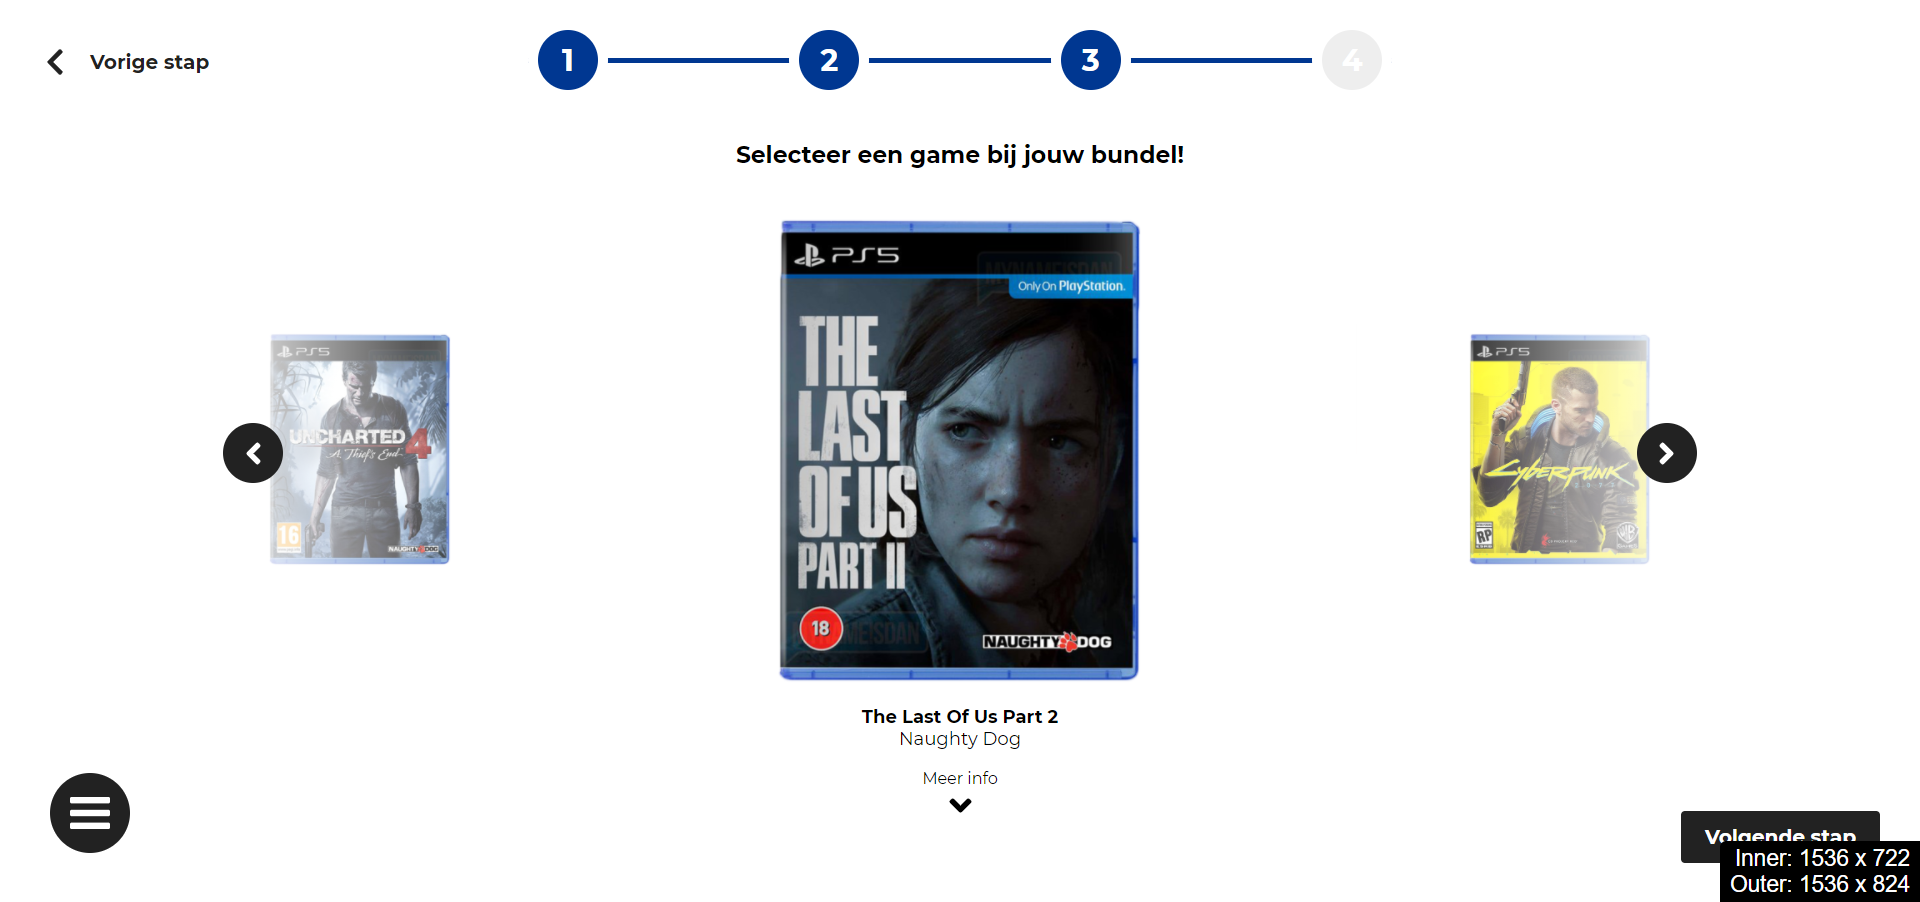 Vorige stap
1
2
3
4
Selecteer een game bij jouw bundel!
PS5
UNCHARTED 4
A Thief's End
16
NAUGHTY DOG
PS5
MYNAMEISDAN
Only On PlayStation.
THE
LAST
OF US
PART II
18
NAUGHTY DOG
PS5
CYBERPUNK
RP
WB
The Last Of Us Part 2
Naughty Dog
Meer info
Volgende stap
Inner: 1536 x 722
Outer: 1536 x 824